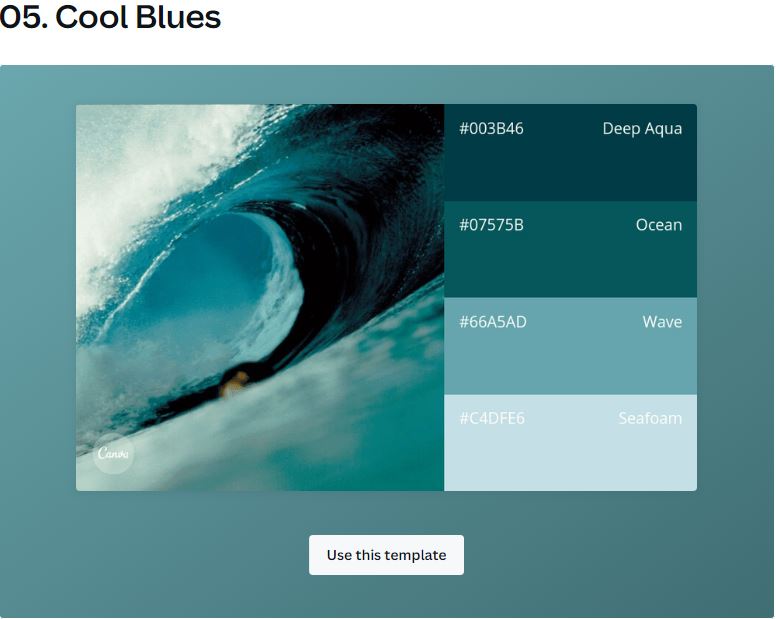 05. Cool Blues
#003B46 Deep Aqua
#07575B Ocean
#66A5AD Wave
#C4DFE6 Seafoam
Canva
Use this template